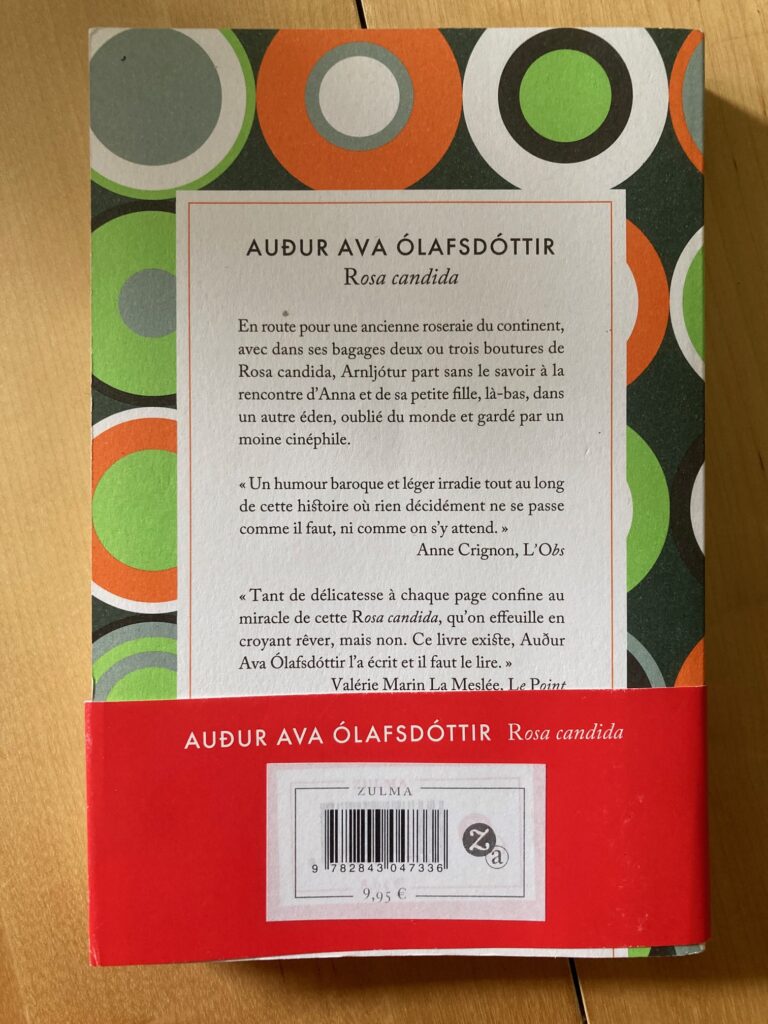 AUÐUR AVA ÓLAFSDÓTTIR
Rosa candida
En route pour une ancienne roseraie du continent,
avec dans ses bagages deux ou trois boutures de
Rosa candida, Arnljótur part sans le savoir à la
rencontre d’Anna et de sa petite fille, là-bas, dans
un autre éden, oublié du monde et gardé par un
moine cinéphile.
« Un humour baroque et léger irradie tout au long
de cette histoire où rien décidément ne se passe
comme il faut, ni comme on s’y attend. »
Anne Crignon, L’Obs
« Tant de délicatesse à chaque page confine au
miracle de cette Rosa candida, qu’on effeuille en
croyant rêver, mais non. Ce livre existe, Auður
Ava Ólafsdóttir l’a écrit et il faut le lire. »
Valérie Marin La Meslée, Le Point
AUÐUR AVA ÓLAFSDÓTTIR Rosa candida
ZULMA
z
a
9 782843 047336
9,95 €